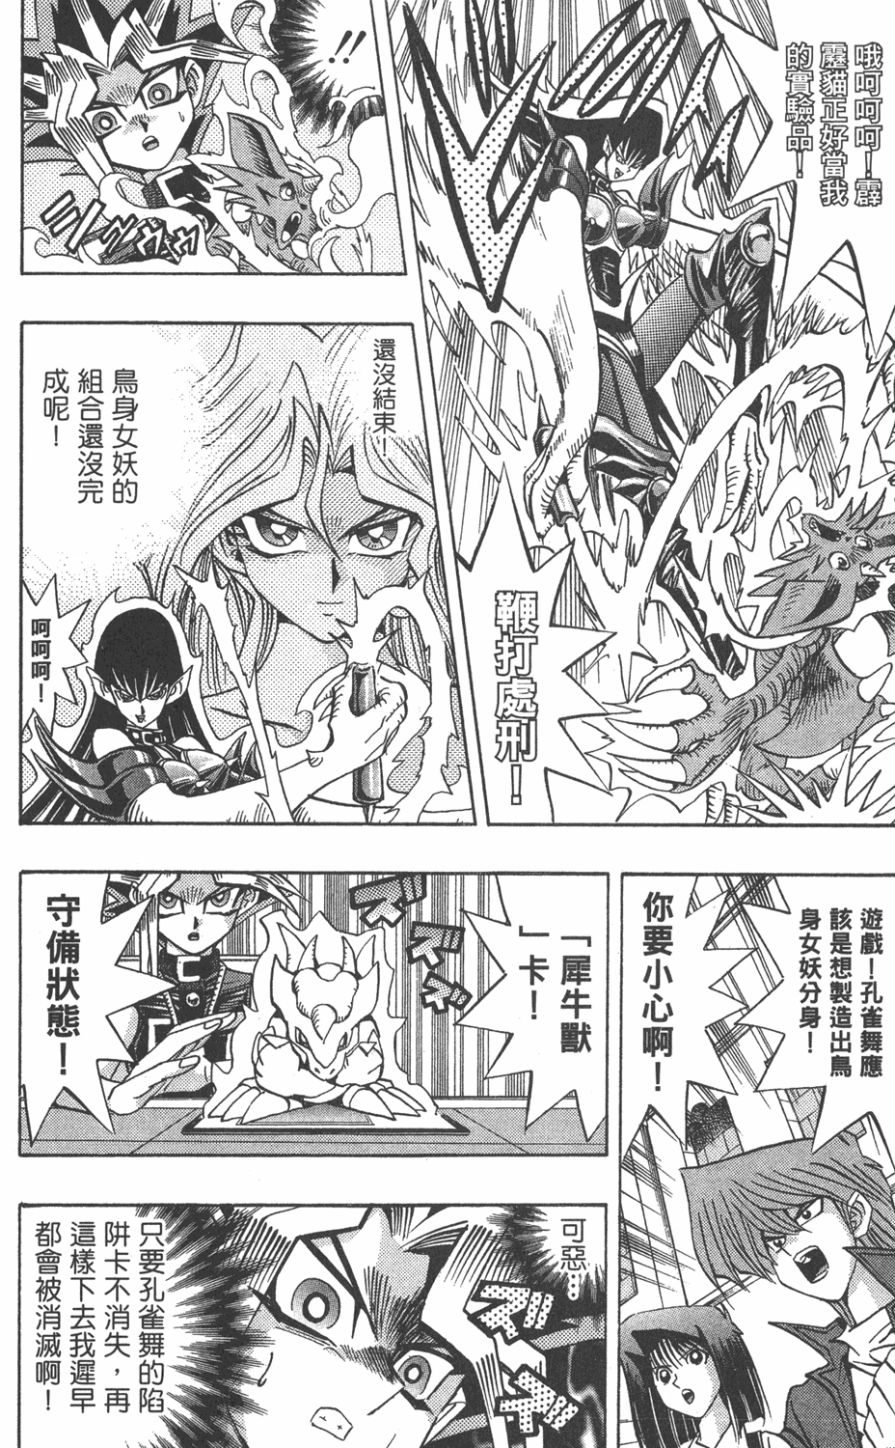 哦呵呵呵！霹
靂貓正好當我
的實驗品！
鞭打處刑！
！！
還沒結束！
鳥身女妖的
組合還沒完
成呢！
呵呵呵！
遊戲！孔雀舞應
該是想製造出鳥
身女妖分身！
你要小心啊！
「犀牛獸
」卡！
守備狀態！
可惡…
只要孔雀舞的陷
阱卡不消失，再
這樣下去我遲早
都會被消滅啊！